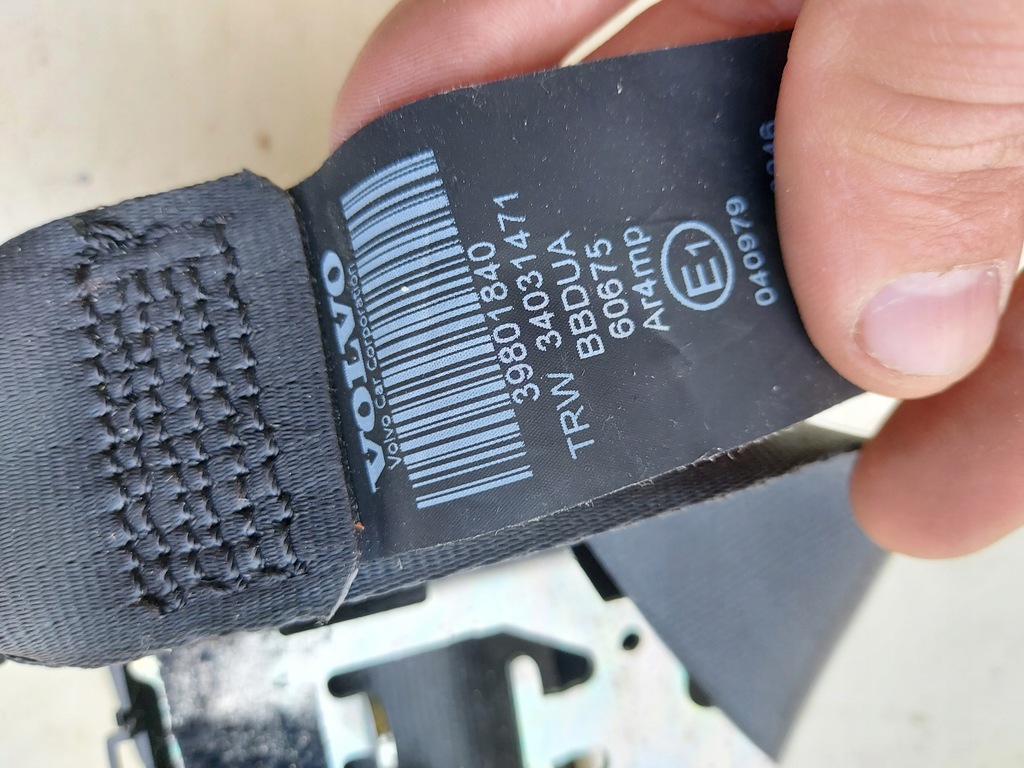 VOLVO
Volvo Car Corporation
39801840
TRW 34031471
BBDUA
60675
Ar4mp
E1
040979